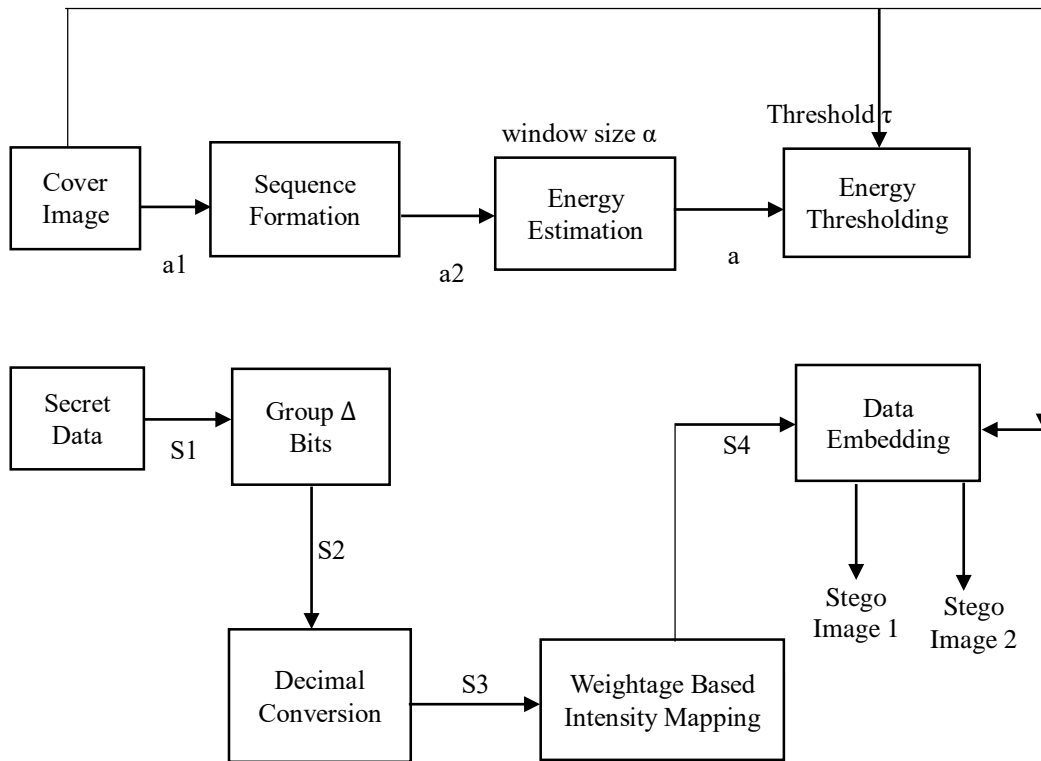 Threshold τ
window size α
Cover
Image
Sequence
Formation
Energy
Estimation
Energy
Thresholding
a1
a2
a
Secret
Data
Group Δ
Bits
Data
Embedding
S1
S4
S2
Stego
Image 1
Stego
Image 2
Decimal
Conversion
S3
Weightage Based
Intensity Mapping